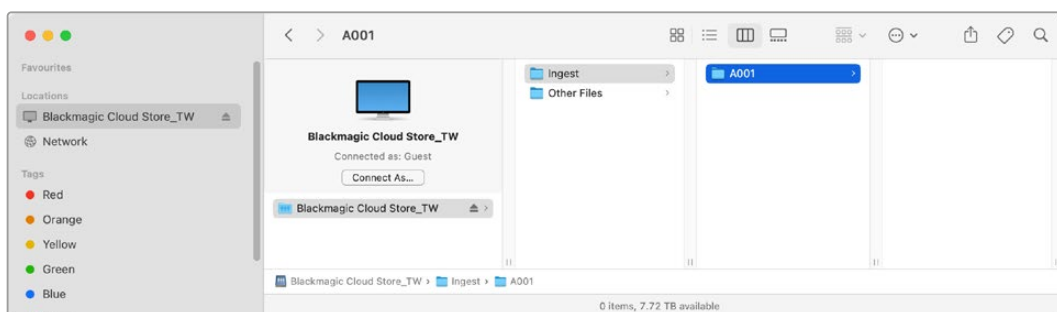 A001
Favourites
Locations
Blackmagic Cloud Store_TW
Network
Tags
Red
Orange
Yellow
Green
Blue
Blackmagic Cloud Store_TW
Connected as: Guest
Connect As...
Blackmagic Cloud Store_TW
Ingest
Other Files
A001
Blackmagic Cloud Store_TW › Ingest › A001
0 items, 7.72 TB available